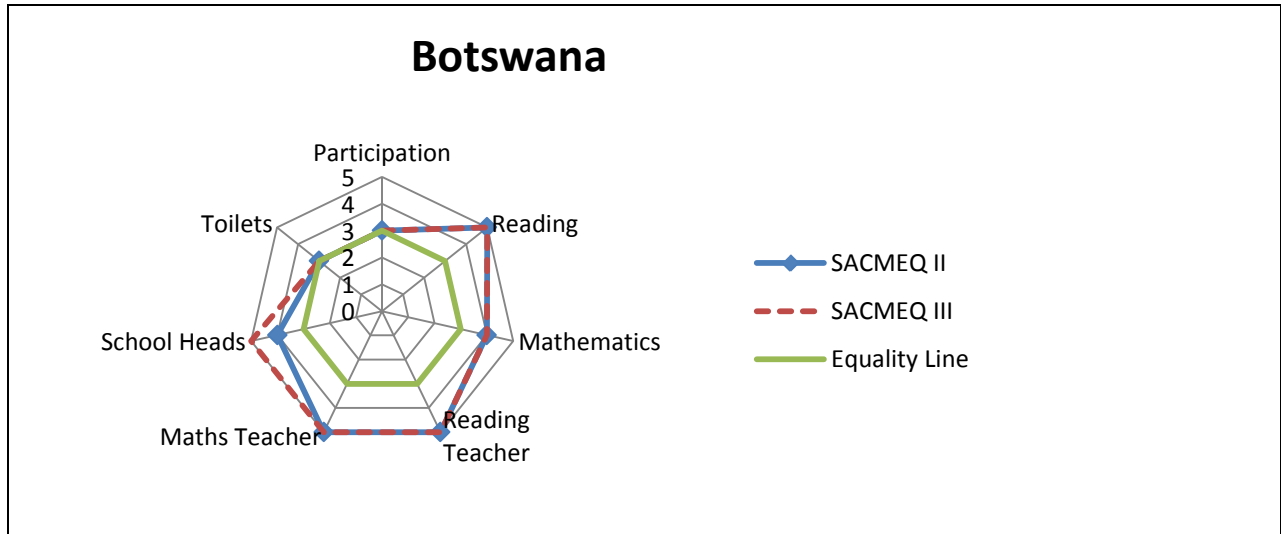 Botswana
Participation
5
4
3
2
1
0
Toilets
Reading
School Heads
Mathematics
Maths Teacher
Reading
Teacher
SACMEQ II
SACMEQ III
Equality Line